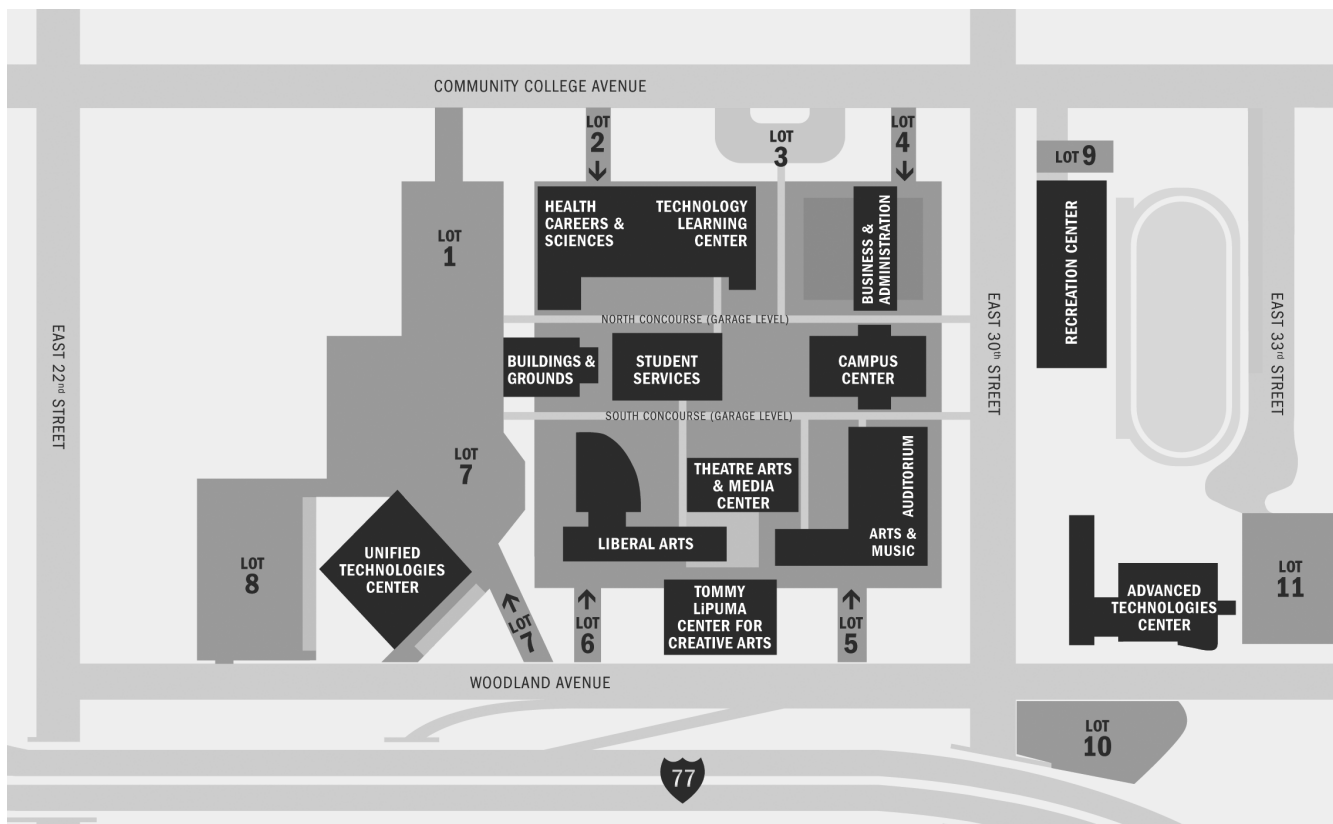 COMMUNITY COLLEGE AVENUE
LOT
2
LOT
3
LOT
4
LOT 9
HEALTH
CAREERS &
SCIENCES
TECHNOLOGY
LEARNING
CENTER
BUSINESS &
ADMINISTRATION
LOT
1
RECREATION CENTER
NORTH CONCOURSE (GARAGE LEVEL)
EAST 22nd STREET
BUILDINGS &
GROUNDS
STUDENT
SERVICES
CAMPUS
CENTER
EAST 30th STREET
EAST 33rd STREET
SOUTH CONCOURSE (GARAGE LEVEL)
LOT
7
THEATRE ARTS
& MEDIA
CENTER
AUDITORIUM
LIBERAL ARTS
ARTS &
MUSIC
UNIFIED
TECHNOLOGIES
CENTER
LOT
8
LOT
7
LOT
6
TOMMY
LiPUMA
CENTER FOR
CREATIVE ARTS
LOT
5
ADVANCED
TECHNOLOGIES
CENTER
LOT
11
WOODLAND AVENUE
LOT
10
77